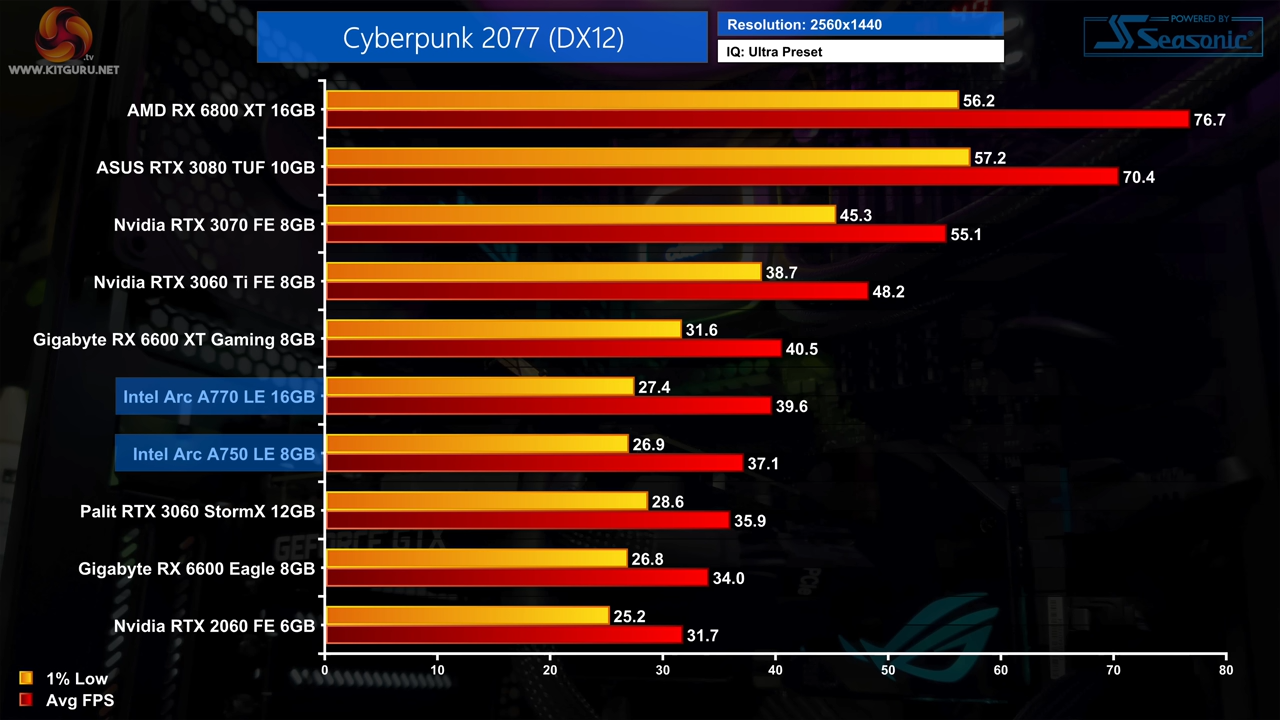 .tv
WWW.KITGURU.NET
Cyberpunk 2077 (DX12)
Resolution: 2560x1440
IQ: Ultra Preset
POWERED BY
Seasonic
AMD RX 6800 XT 16GB
56.2
76.7
ASUS RTX 3080 TUF 10GB
57.2
70.4
Nvidia RTX 3070 FE 8GB
45.3
55.1
Nvidia RTX 3060 Ti FE 8GB
38.7
48.2
Gigabyte RX 6600 XT Gaming 8GB
31.6
40.5
Intel Arc A770 LE 16GB
27.4
39.6
Intel Arc A750 LE 8GB
26.9
37.1
Palit RTX 3060 StormX 12GB
28.6
35.9
GEFORCE GTX
Gigabyte RX 6600 Eagle 8GB
26.8
34.0
PCIe
Nvidia RTX 2060 FE 6GB
25.2
31.7
0 10 20 30 40 50 60 70 80
1% Low
Avg FPS